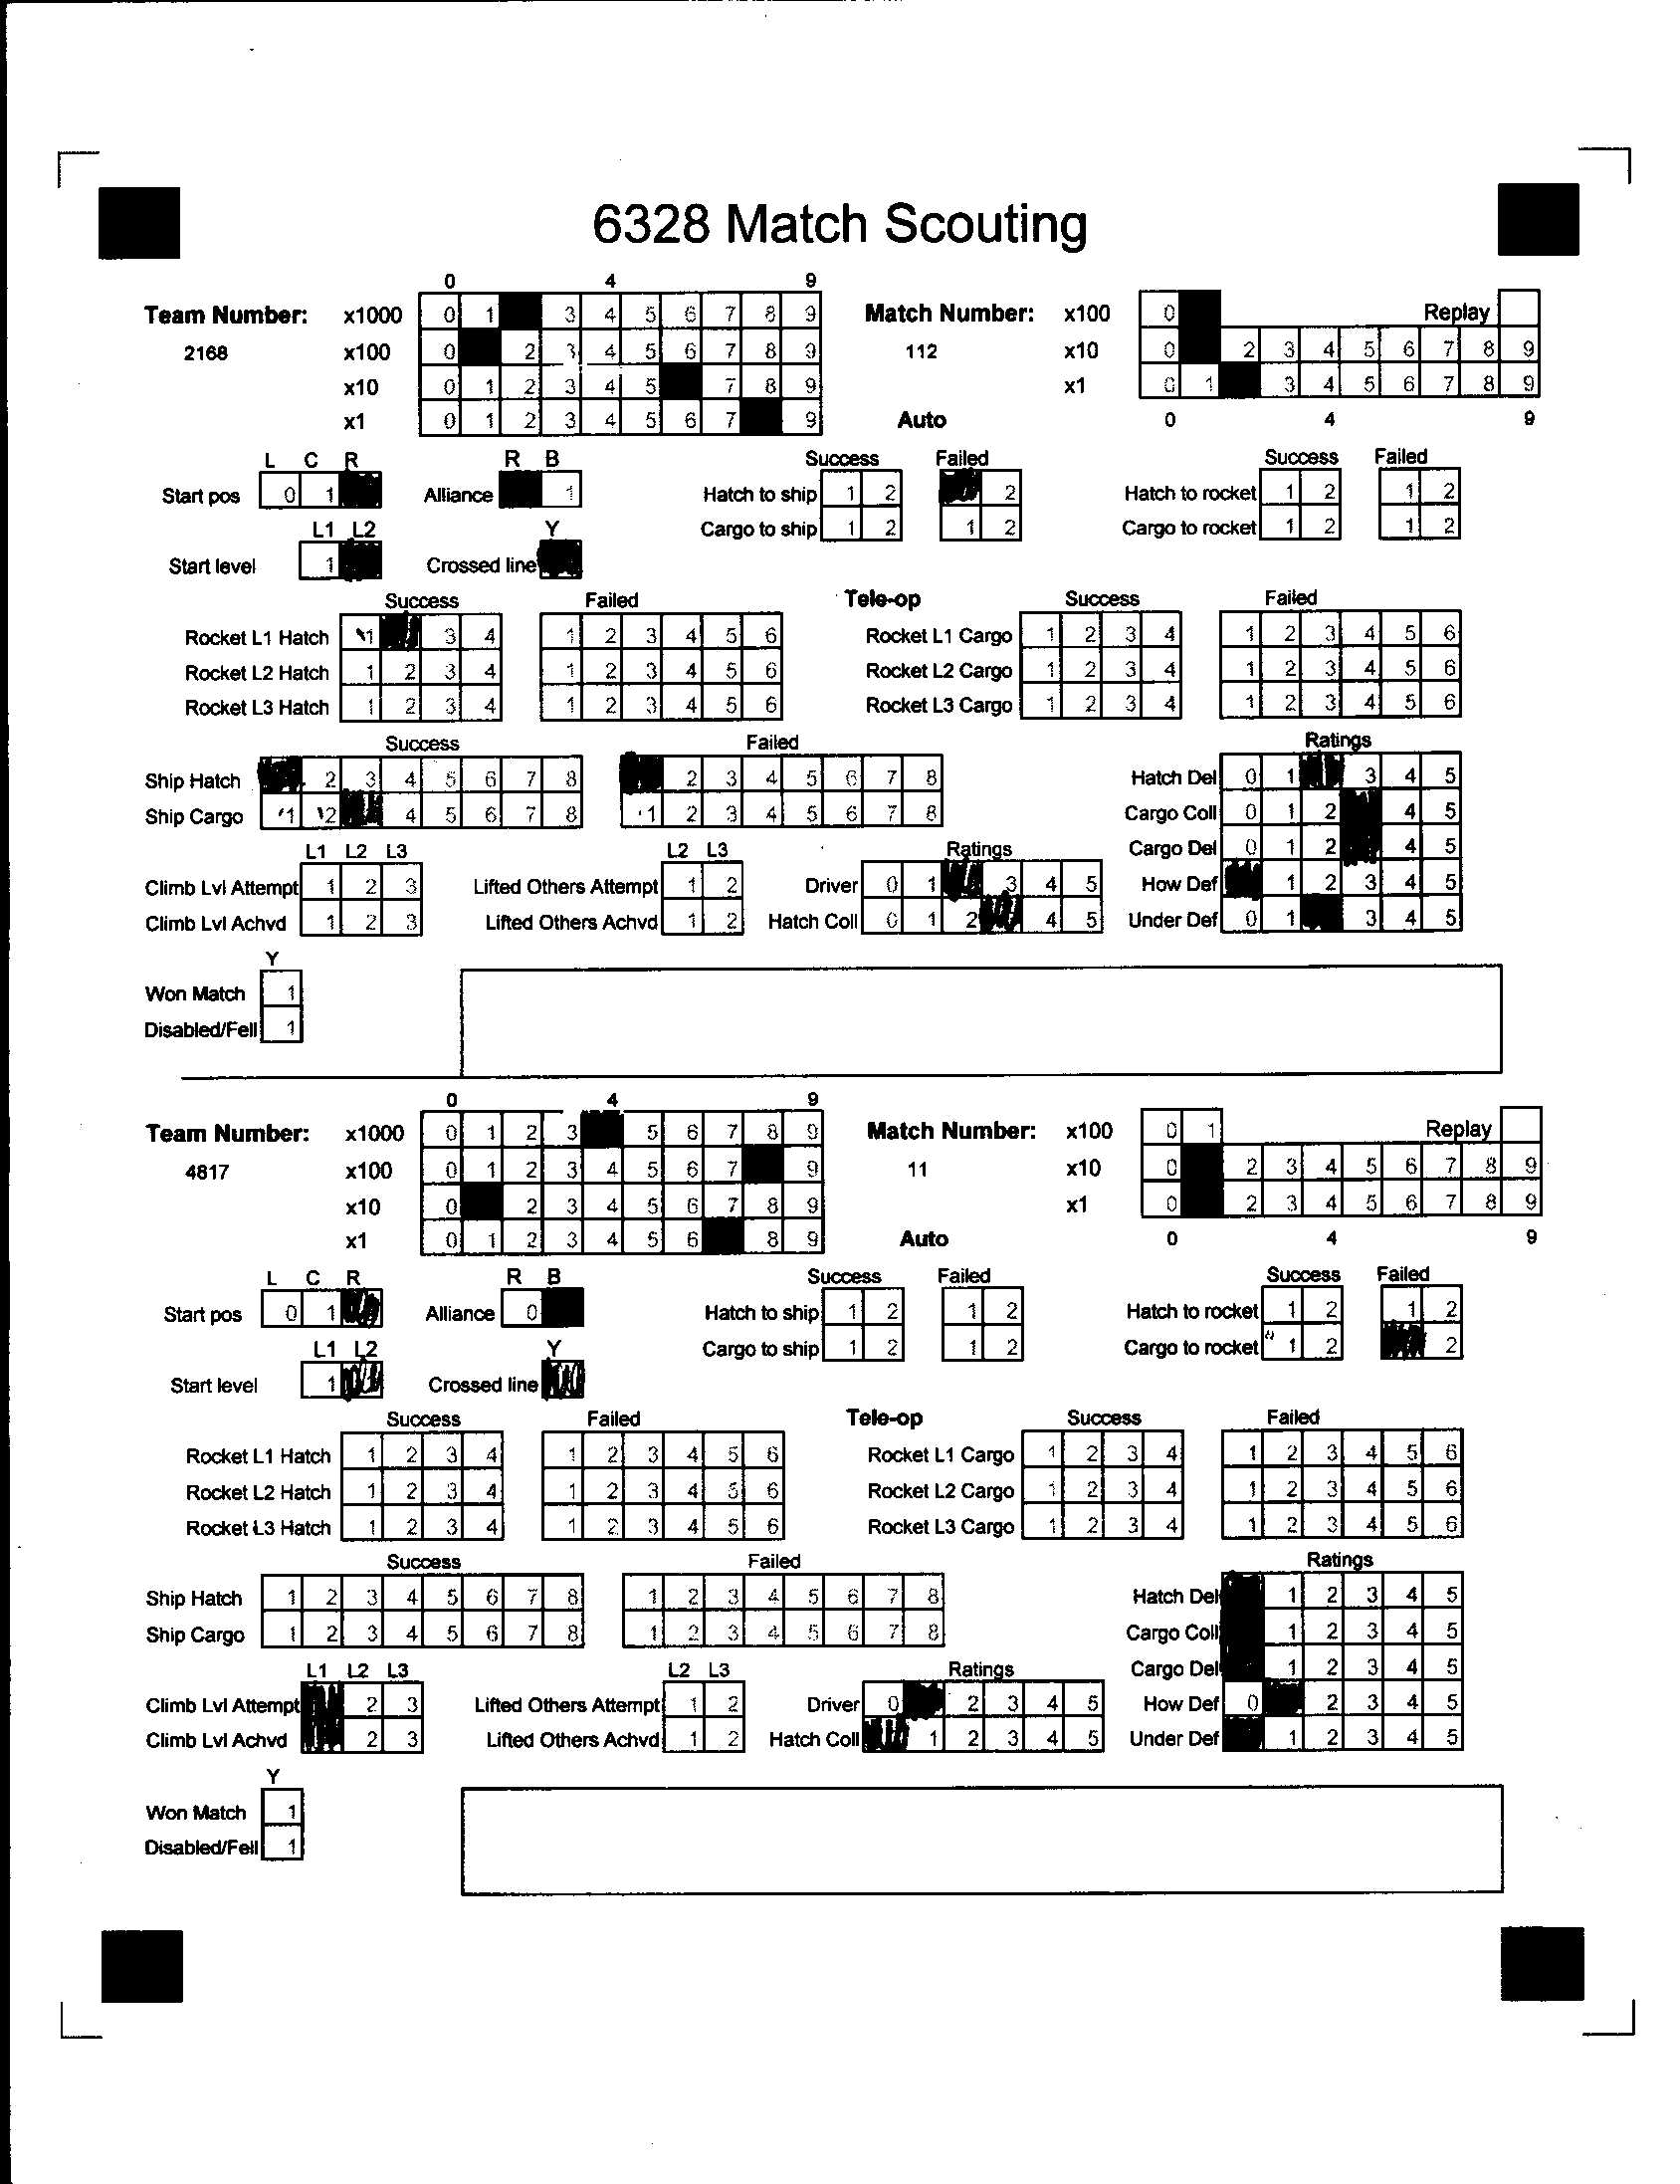 6328 Match Scouting
0 4 9
Team Number: x1000 0 1 3 4 5 6 7 8 9 Match Number: x100 0 Replay
2168 x100 0 2 3 4 5 6 7 8 9 112 x10 0 2 3 4 5 6 7 8 9
x10 0 1 2 3 4 5 7 8 9 x1 0 1 3 4 5 6 7 8 9
x1 0 1 2 3 4 5 6 7 9 Auto 0 4 9
L C R R B Success Failed Success Failed
Start pos 0 1 Alliance 1 Hatch to ship 1 2 2 Hatch to rocket 1 2 1 2
L1 L2 Y Cargo to ship 1 2 1 2 Cargo to rocket 1 2 1 2
Start level 1 Crossed line
Success Failed Tele-op Success Failed
Rocket L1 Hatch 1 3 4 1 2 3 4 5 6 Rocket L1 Cargo 1 2 3 4 1 2 3 4 5 6
Rocket L2 Hatch 1 2 3 4 1 2 3 4 5 6 Rocket L2 Cargo 1 2 3 4 1 2 3 4 5 6
Rocket L3 Hatch 1 2 3 4 1 2 3 4 5 6 Rocket L3 Cargo 1 2 3 4 1 2 3 4 5 6
Success Failed Ratings
Ship Hatch 2 3 4 5 6 7 8 2 3 4 5 6 7 8 Hatch Del 0 1 3 4 5
Ship Cargo 1 2 4 5 6 7 8 1 2 3 4 5 6 7 8 Cargo Coll 0 1 2 4 5
L1 L2 L3 L2 L3 Ratings Cargo Del 0 1 2 4 5
Climb Lvl Attempt 1 2 3 Lifted Others Attempt 1 2 Driver 0 1 3 4 5 How Def 1 2 3 4 5
Climb Lvl Achvd 1 2 3 Lifted Others Achvd 1 2 Hatch Coll 0 1 2 4 5 Under Def 0 1 3 4 5
Y
Won Match 1
Disabled/Fell 1
0 4 9
Team Number: x1000 0 1 2 3 5 6 7 8 9 Match Number: x100 0 1 Replay
4817 x100 0 1 2 3 4 5 6 7 9 11 x10 0 2 3 4 5 6 7 8 9
x10 0 2 3 4 5 6 7 8 9 x1 0 2 3 4 5 6 7 8 9
x1 0 1 2 3 4 5 6 8 9 Auto 0 4 9
L C R R B Success Failed Success Failed
Start pos 0 1 Alliance 0 Hatch to ship 1 2 1 2 Hatch to rocket 1 2 1 2
L1 L2 Y Cargo to ship 1 2 1 2 Cargo to rocket 1 2 2
Start level 1 Crossed line
Success Failed Tele-op Success Failed
Rocket L1 Hatch 1 2 3 4 1 2 3 4 5 6 Rocket L1 Cargo 1 2 3 4 1 2 3 4 5 6
Rocket L2 Hatch 1 2 3 4 1 2 3 4 5 6 Rocket L2 Cargo 1 2 3 4 1 2 3 4 5 6
Rocket L3 Hatch 1 2 3 4 1 2 3 4 5 6 Rocket L3 Cargo 1 2 3 4 1 2 3 4 5 6
Success Failed Ratings
Ship Hatch 1 2 3 4 5 6 7 8 1 2 3 4 5 6 7 8 Hatch Del 1 2 3 4 5
Ship Cargo 1 2 3 4 5 6 7 8 1 2 3 4 5 6 7 8 Cargo Coll 1 2 3 4 5
L1 L2 L3 L2 L3 Ratings Cargo Del 1 2 3 4 5
Climb Lvl Attempt 2 3 Lifted Others Attempt 1 2 Driver 0 2 3 4 5 How Def 0 2 3 4 5
Climb Lvl Achvd 2 3 Lifted Others Achvd 1 2 Hatch Coll 1 2 3 4 5 Under Def 1 2 3 4 5
Y
Won Match 1
Disabled/Fell 1